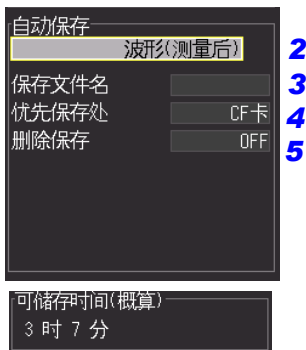 自动保存
波形(测量后) 2
保存文件名 3
优先保存处 CF卡 4
删除保存 OFF 5
可储存时间(概算)
3 时 7 分